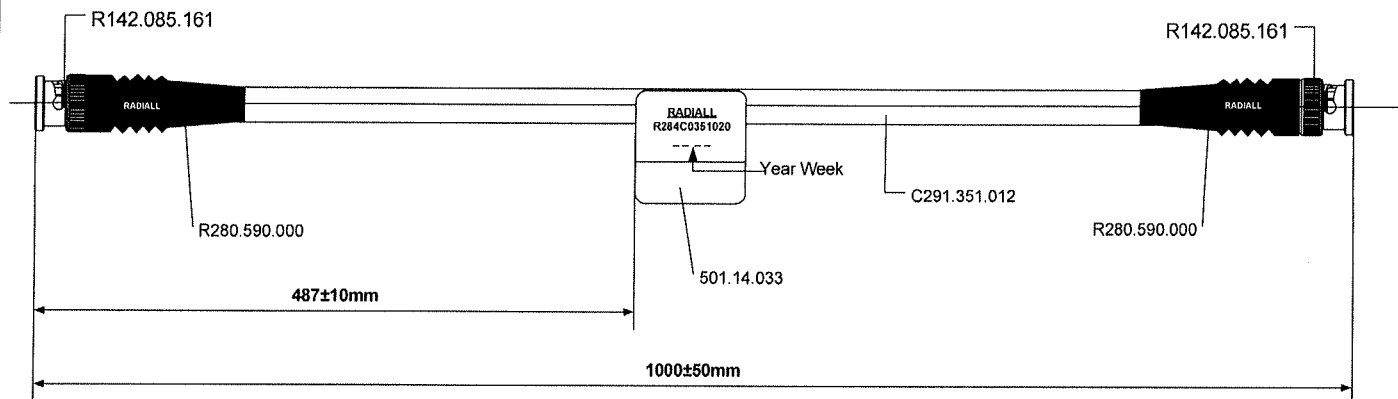 R142.085.161
R142.085.161
RADIALL
RADIALL
RADIALL
R284C0351020
Year Week
C291.351.012
R280.590.000
R280.590.000
501.14.033
487±10mm
1000±50mm